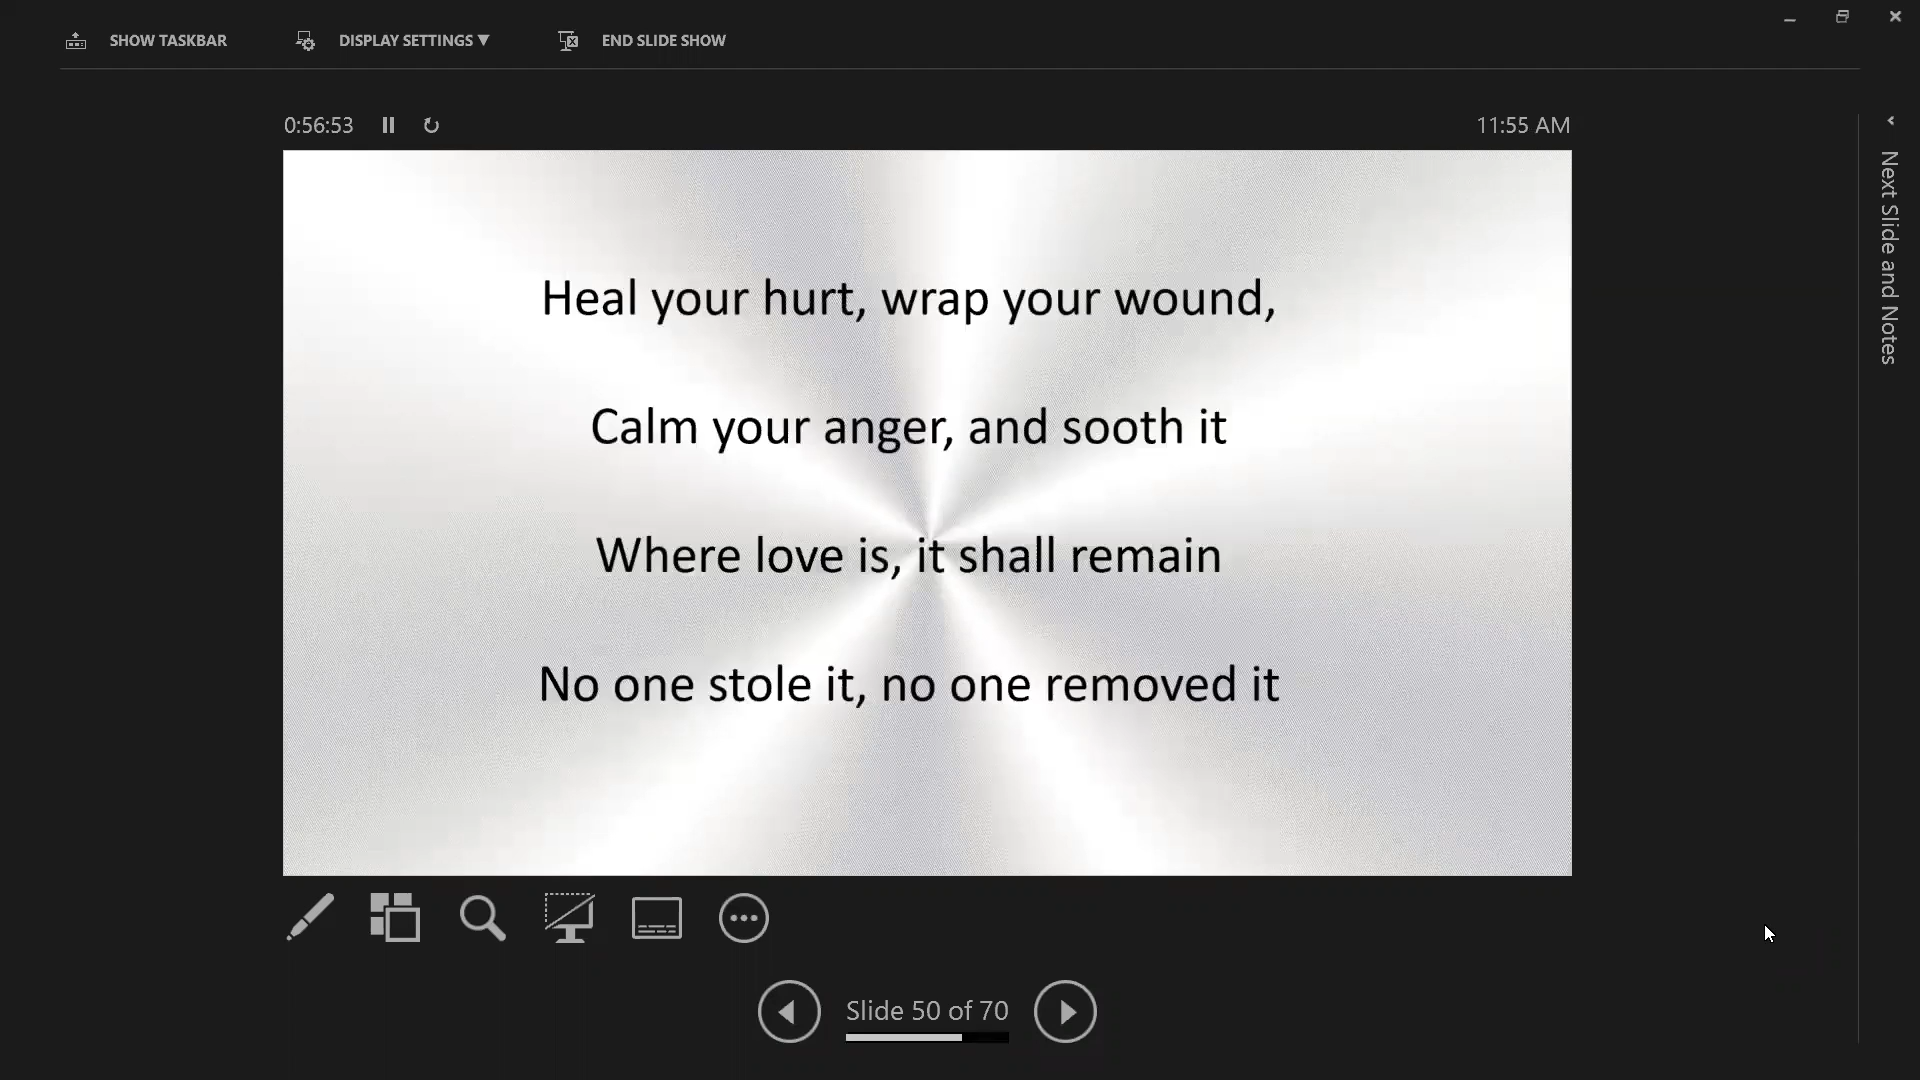 SHOW TASKBAR DISPLAY SETTINGS ▼ END SLIDE SHOW
0:56:53 11:55 AM
Heal your hurt, wrap your wound,
Calm your anger, and sooth it
Where love is, it shall remain
No one stole it, no one removed it
Next Slide and Notes
Slide 50 of 70